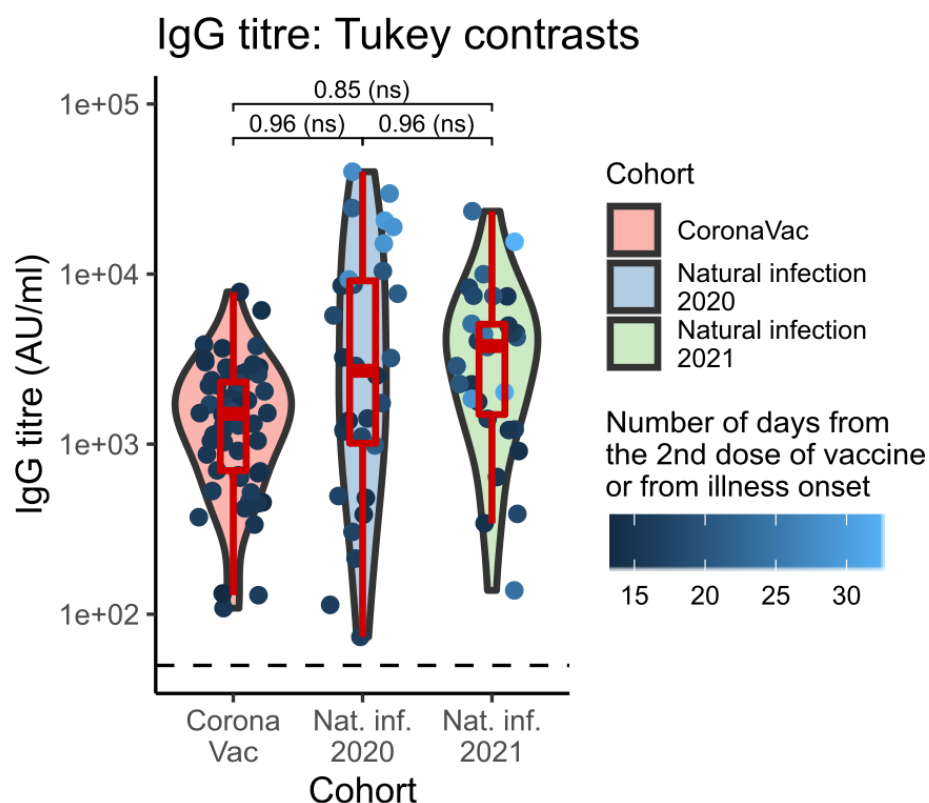 IgG titre: Tukey contrasts
0.85 (ns)
0.96 (ns) 0.96 (ns)
IgG titre (AU/ml)
1e+05
1e+04
1e+03
1e+02
Corona
Vac
Nat. inf.
2020
Nat. inf.
2021
Cohort
Cohort
CoronaVac
Natural infection
2020
Natural infection
2021
Number of days from
the 2nd dose of vaccine
or from illness onset
15 20 25 30